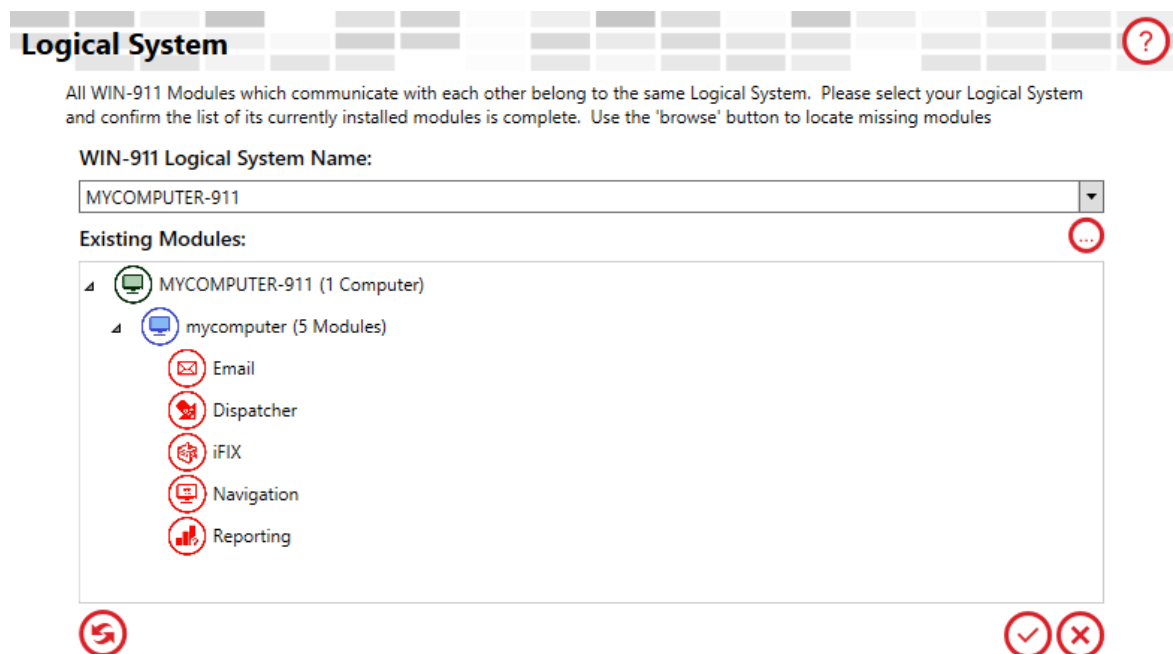 Logical System
?
All WIN-911 Modules which communicate with each other belong to the same Logical System.  Please select your Logical System
and confirm the list of its currently installed modules is complete.  Use the 'browse' button to locate missing modules
WIN-911 Logical System Name:
MYCOMPUTER-911
Existing Modules:
...
MYCOMPUTER-911 (1 Computer)
mycomputer (5 Modules)
Email
Dispatcher
iFIX
Navigation
Reporting